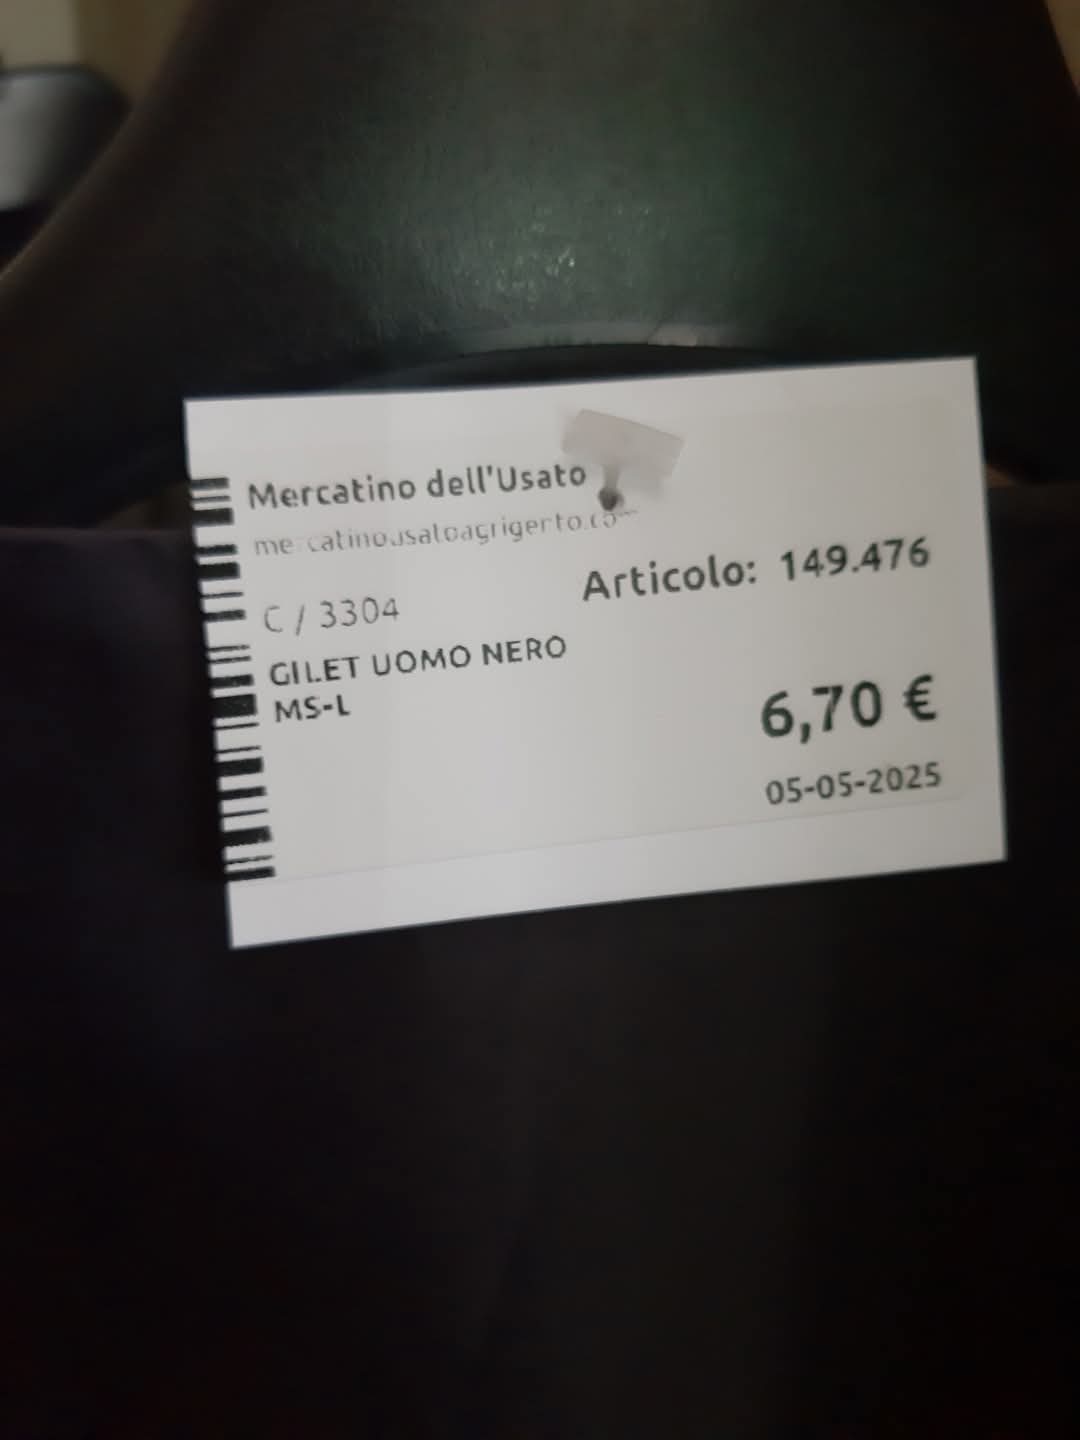 Mercatino dell'Usato
Articolo: 149.476
C / 3304
GILET UOMO NERO
MS-L
6,70 €
05-05-2025